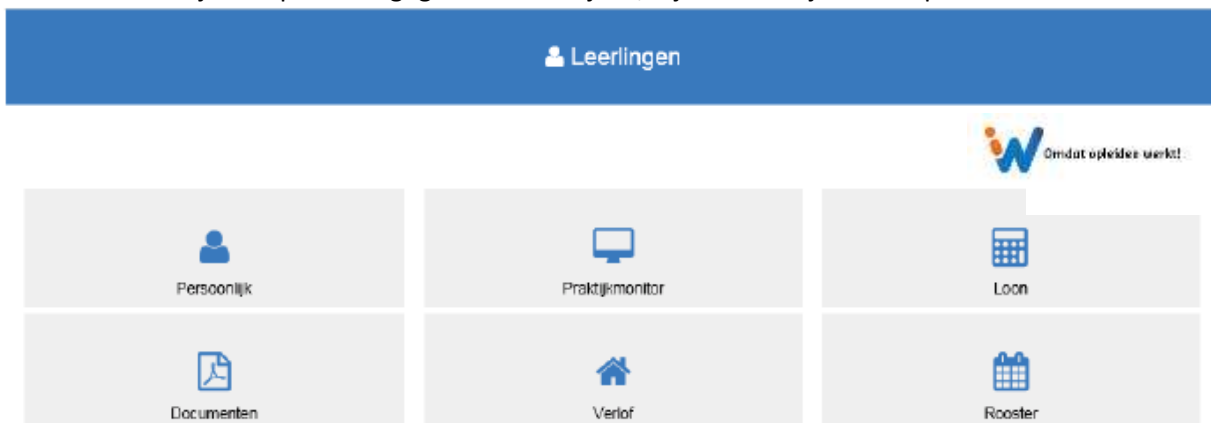 Leerlingen
Omdat opleiden werkt!
Persoonlijk
Praktijkmonitor
Loon
Documenten
Verlof
Rooster